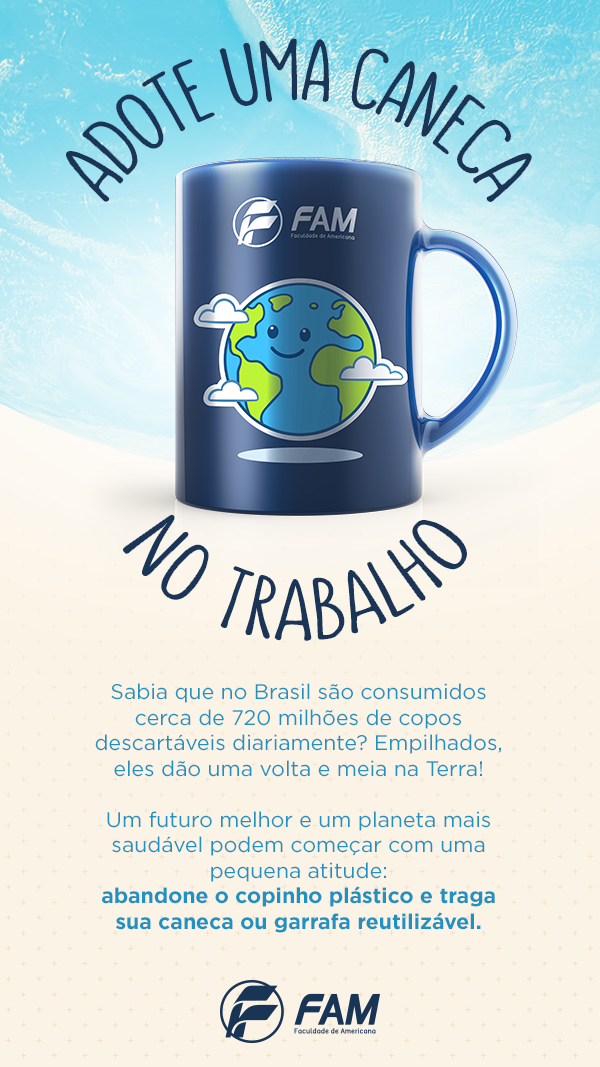 ADOTE UMA CANECA
FAM
Faculdade de Americana
NO TRABALHO
Sabia que no Brasil são consumidos
cerca de 720 milhões de copos
descartáveis diariamente? Empilhados,
eles dão uma volta e meia na Terra!
Um futuro melhor e um planeta mais
saudável podem começar com uma
pequena atitude:
abandone o copinho plástico e traga
sua caneca ou garrafa reutilizável.
FAM
Faculdade de Americana